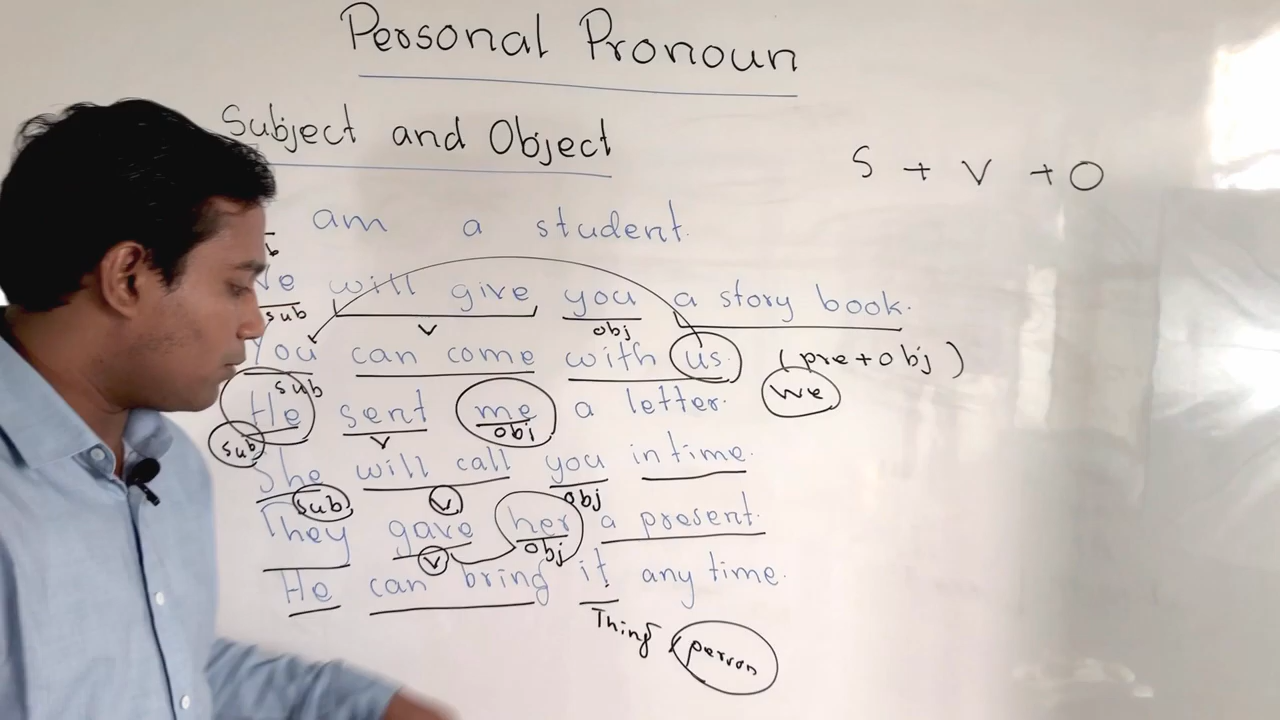 Personal Pronoun
Subject and Object
S + V + O
am a student.
will give you a story book.
sub v obj
You can come with us. (pre+obj)
sub we
He sent me a letter.
sub v obj
She will call you in time.
sub v obj
They gave her a present.
v obj
He can bring it any time.
Thing person